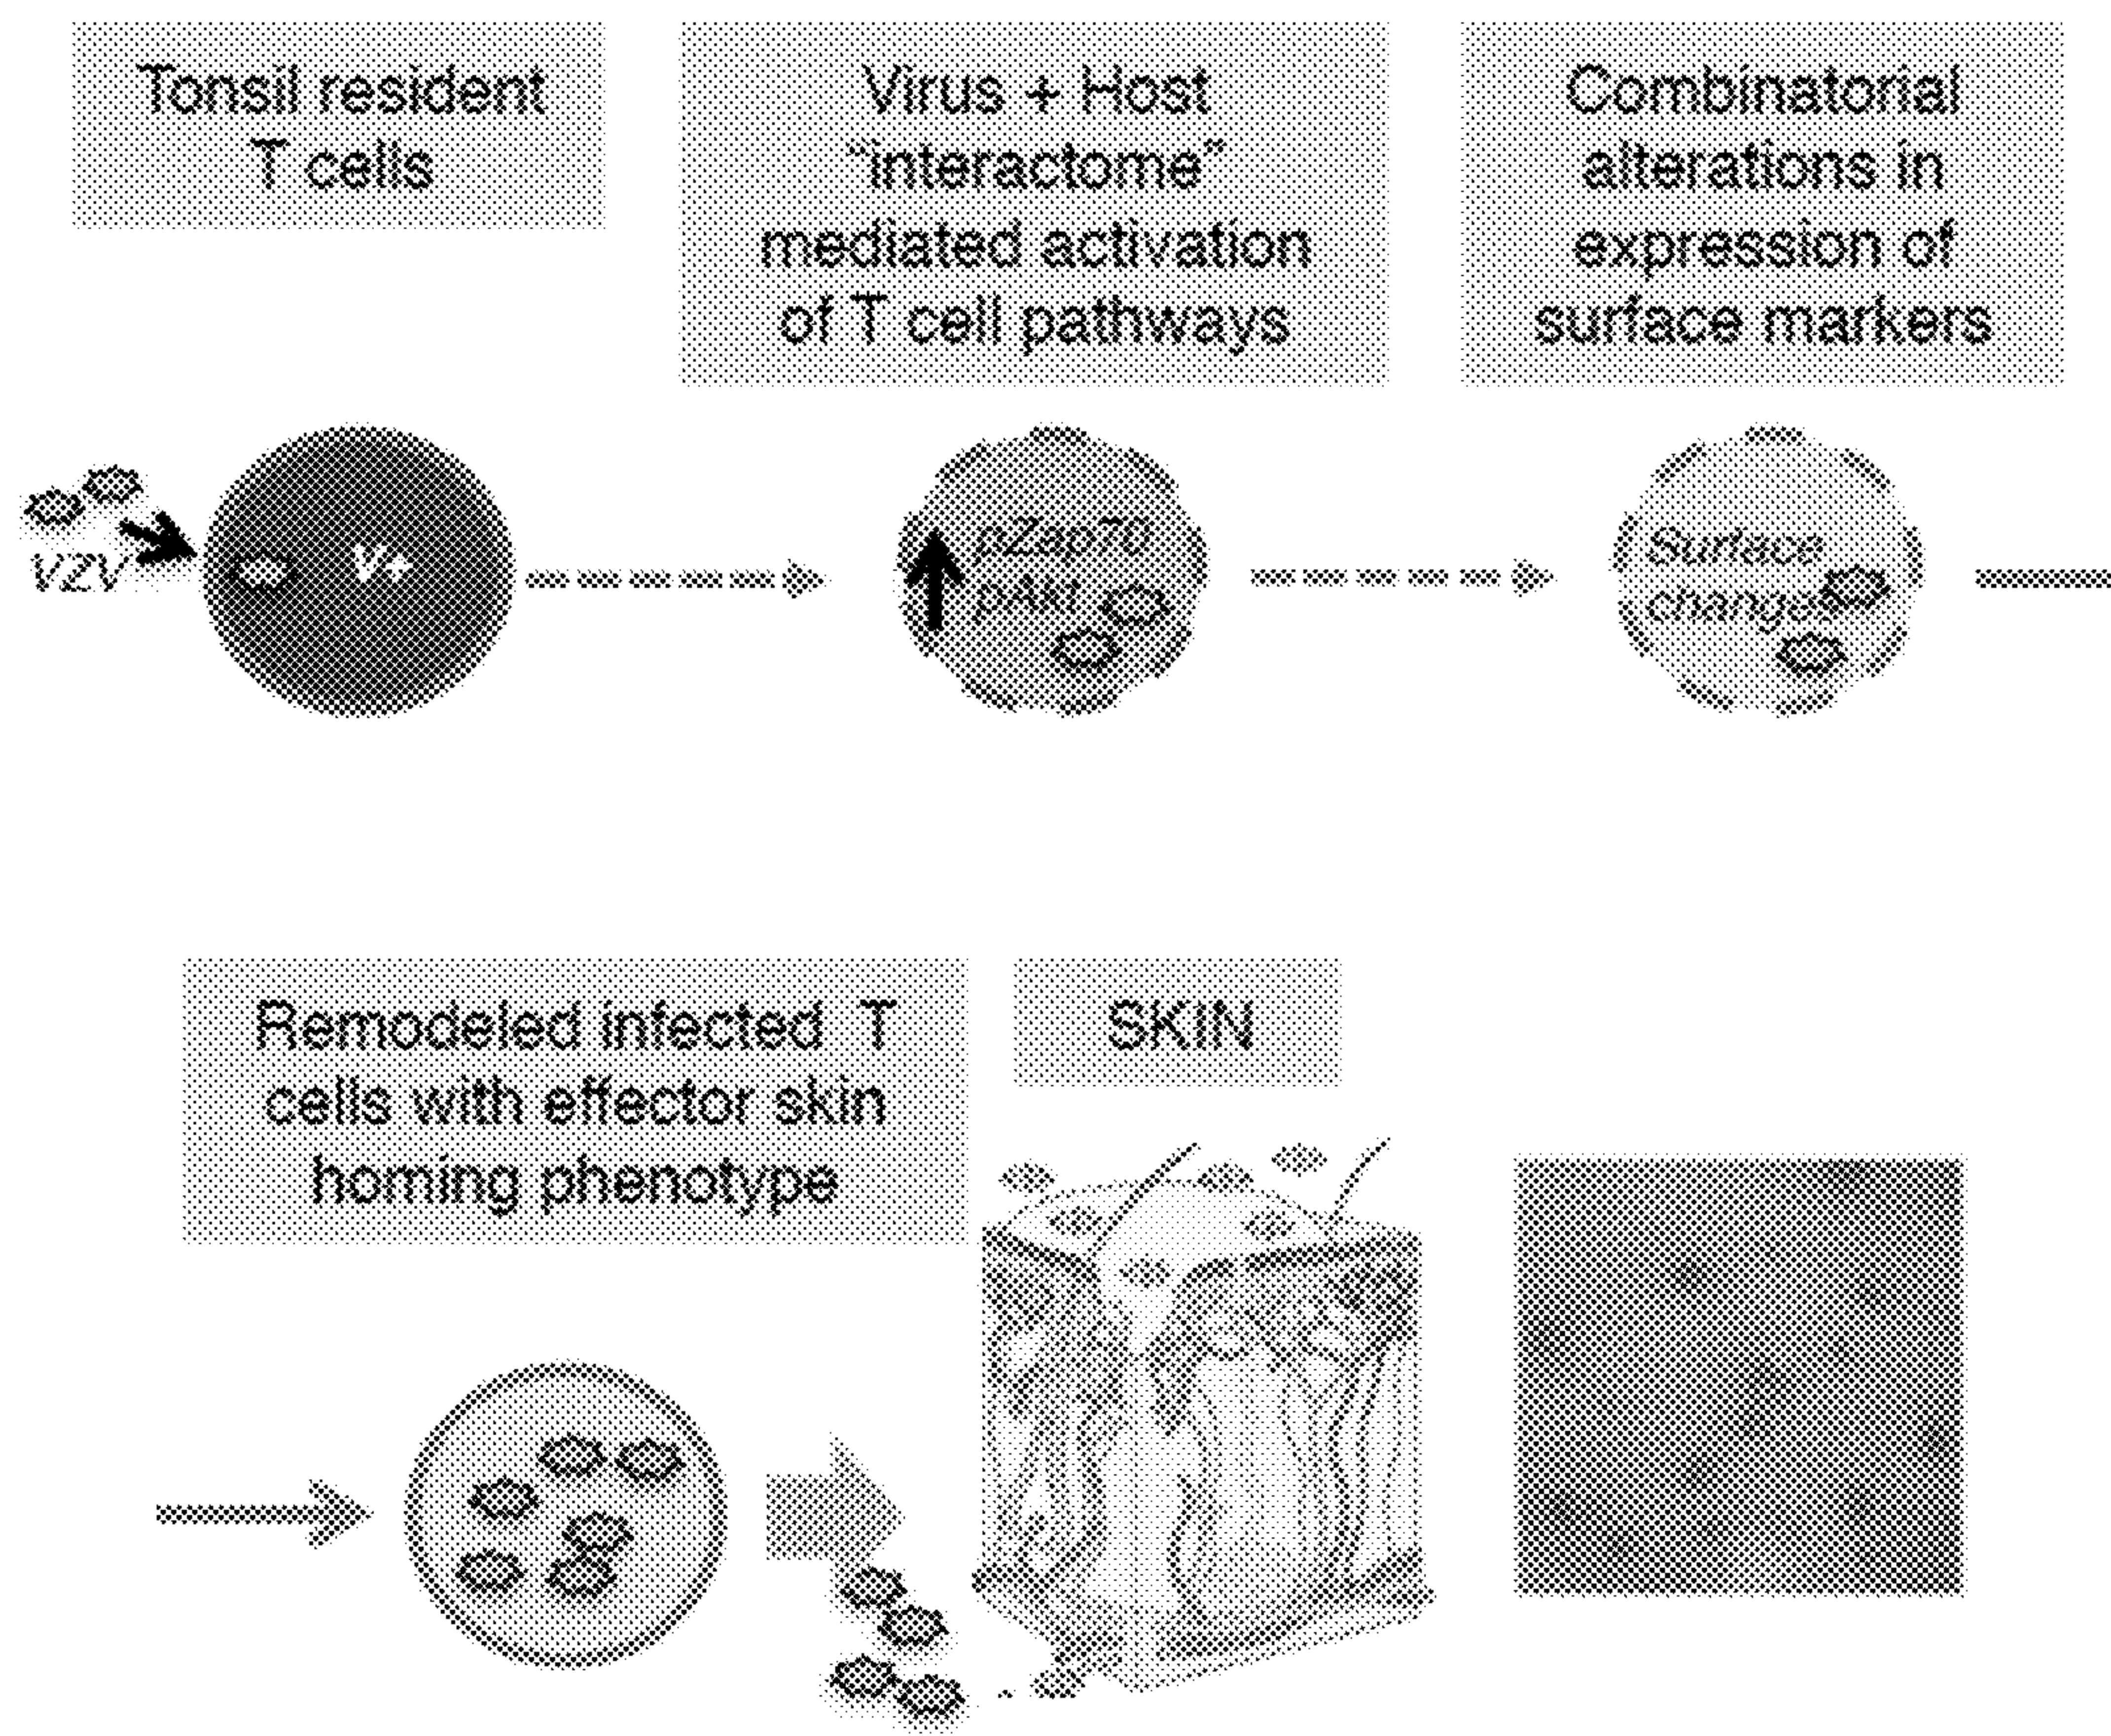 Tonsil resident
T cells
Virus + Host
"interactome"
mediated activation
of T cell pathways
Combinatorial
alterations in
expression of
surface markers
VZV
V+
pZap70
pAkt
Surface
changes
Remodeled infected T
cells with effector skin
homing phenotype
SKIN